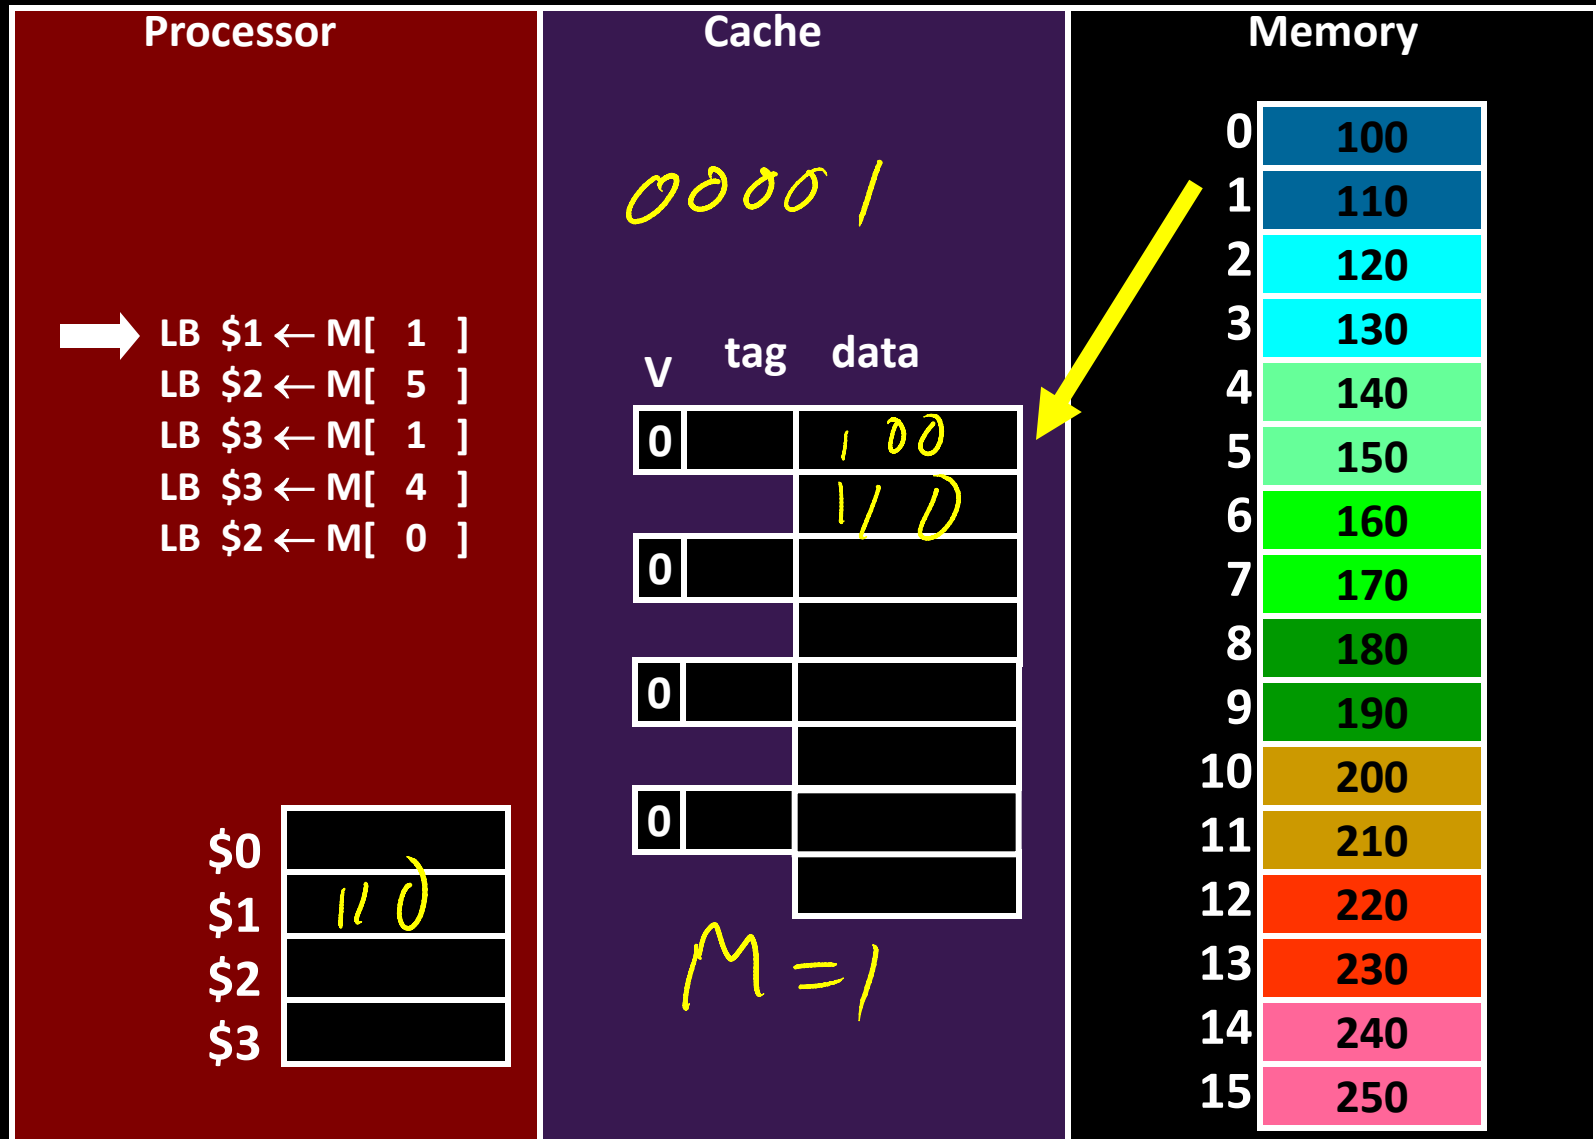 Processor
LB $1 ← M[ 1 ]
LB $2 ← M[ 5 ]
LB $3 ← M[ 1 ]
LB $3 ← M[ 4 ]
LB $2 ← M[ 0 ]
$0
$1 110
$2
$3
Cache
00001
V tag data
0 100
110
0
0
0
M = 1
Memory
0 100
1 110
2 120
3 130
4 140
5 150
6 160
7 170
8 180
9 190
10 200
11 210
12 220
13 230
14 240
15 250